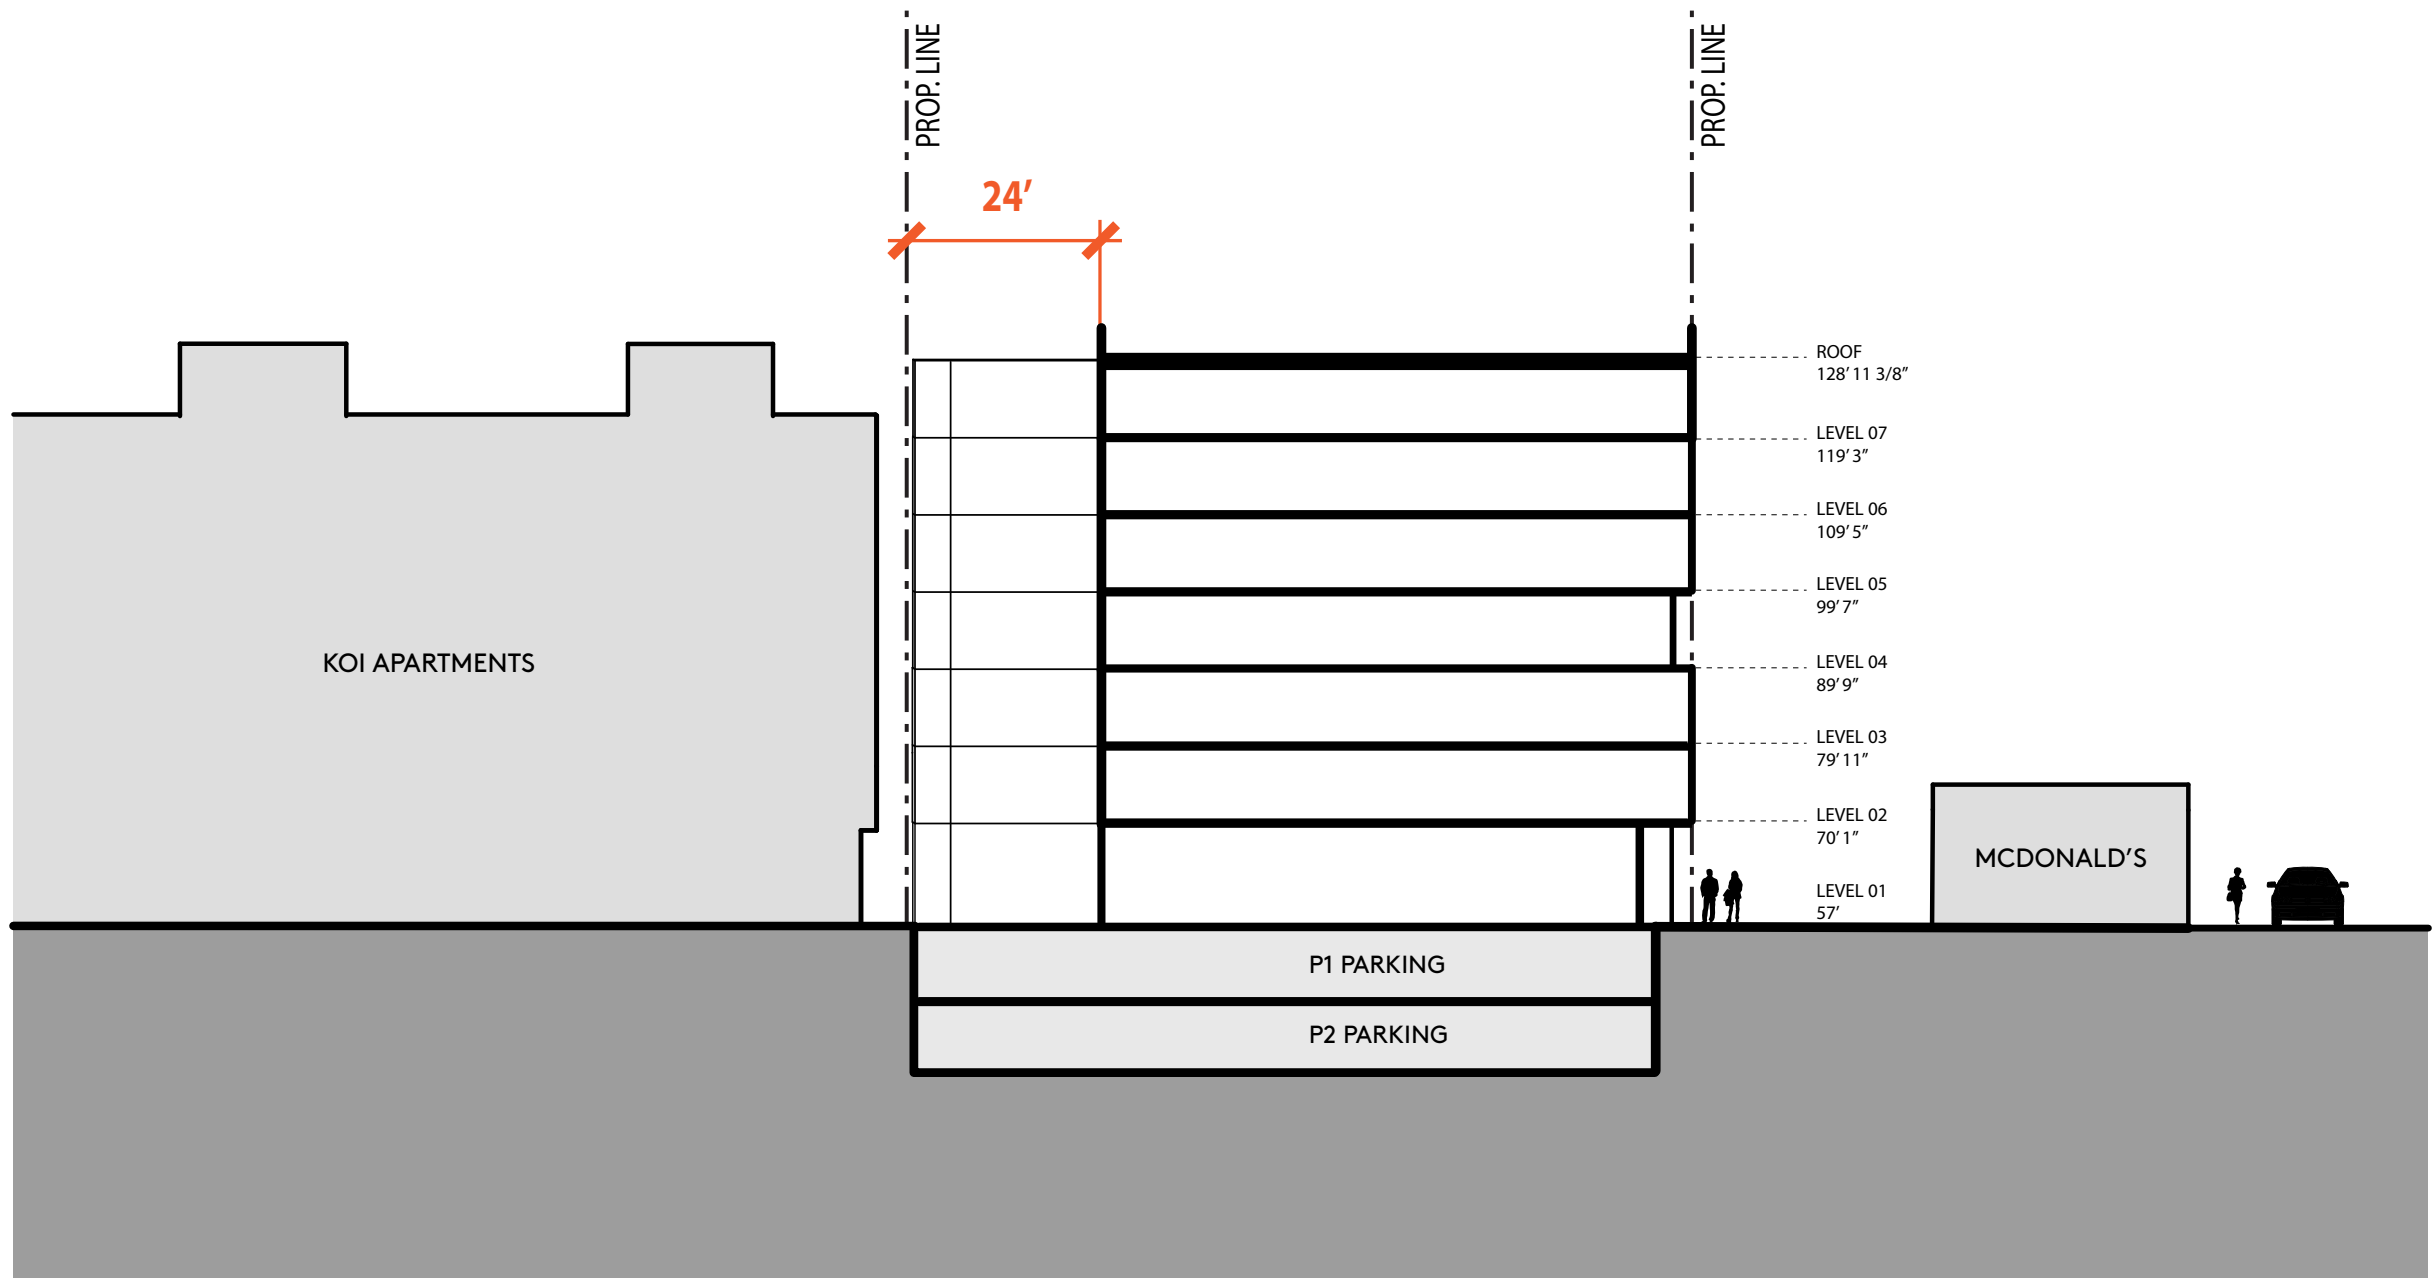 PROP. LINE
PROP. LINE
24’
ROOF
128’ 11 3/8”
LEVEL 07
119’ 3”
LEVEL 06
109’ 5”
LEVEL 05
99’ 7”
KOI APARTMENTS
LEVEL 04
89’ 9”
LEVEL 03
79’ 11”
LEVEL 02
70’ 1”
MCDONALD’S
LEVEL 01
57’
P1 PARKING
P2 PARKING